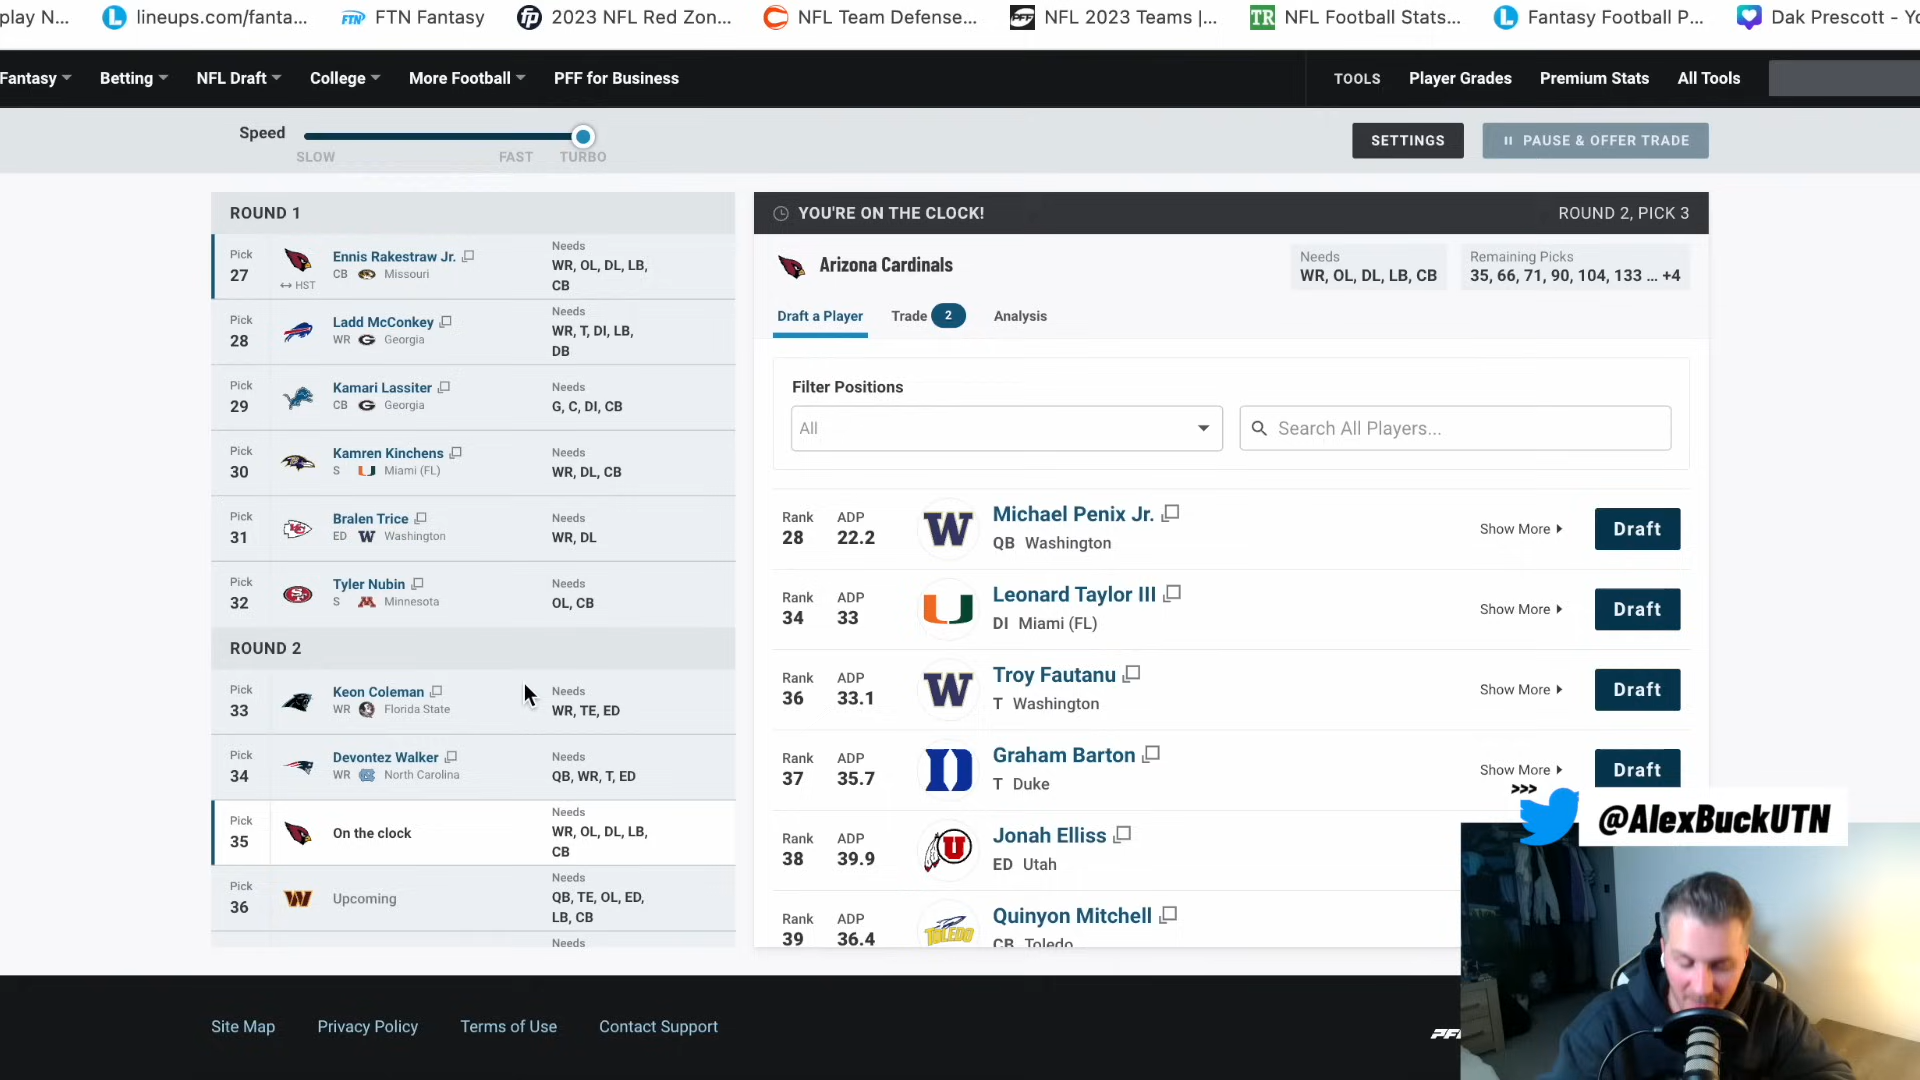 play N...
lineups.com/fanta...
FTN Fantasy
2023 NFL Red Zon...
NFL Team Defense...
NFL 2023 Teams |...
NFL Football Stats...
Fantasy Football P...
Dak Prescott - Yo
Fantasy
Betting
NFL Draft
College
More Football
PFF for Business
TOOLS
Player Grades
Premium Stats
All Tools
Speed
SLOW
FAST
TURBO
SETTINGS
PAUSE & OFFER TRADE
ROUND 1
Pick 27
HST
Ennis Rakestraw Jr.
CB Missouri
Needs
WR, OL, DL, LB,
CB
Pick 28
Ladd McConkey
WR Georgia
Needs
WR, T, DI, LB,
DB
Pick 29
Kamari Lassiter
CB Georgia
Needs
G, C, DI, CB
Pick 30
Kamren Kinchens
S Miami (FL)
Needs
WR, DL, CB
Pick 31
Bralen Trice
ED Washington
Needs
WR, DL
Pick 32
Tyler Nubin
S Minnesota
Needs
OL, CB
ROUND 2
Pick 33
Keon Coleman
WR Florida State
Needs
WR, TE, ED
Pick 34
Devontez Walker
WR North Carolina
Needs
QB, WR, T, ED
Pick 35
On the clock
Needs
WR, OL, DL, LB,
CB
Pick 36
Upcoming
Needs
QB, TE, OL, ED,
LB, CB
Needs
YOU'RE ON THE CLOCK!
ROUND 2, PICK 3
Arizona Cardinals
Needs
WR, OL, DL, LB, CB
Remaining Picks
35, 66, 71, 90, 104, 133 ... +4
Draft a Player
Trade 2
Analysis
Filter Positions
All
Search All Players...
Rank 28
ADP 22.2
Michael Penix Jr.
QB Washington
Show More
Draft
Rank 34
ADP 33
Leonard Taylor III
DI Miami (FL)
Show More
Draft
Rank 36
ADP 33.1
Troy Fautanu
T Washington
Show More
Draft
Rank 37
ADP 35.7
Graham Barton
T Duke
Show More
Draft
Rank 38
ADP 39.9
Jonah Elliss
ED Utah
Rank 39
ADP 36.4
TOLEDO
Quinyon Mitchell
CB Toledo
>>>
@AlexBuckUTN
Site Map
Privacy Policy
Terms of Use
Contact Support
PFF